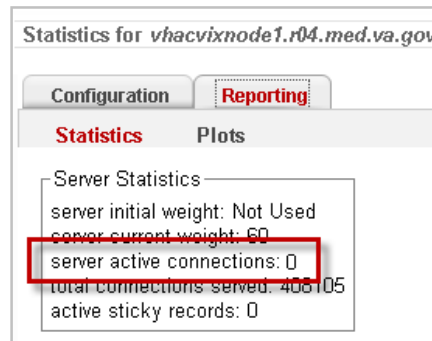 Statistics for vhacvixnode1.r04.med.va.gov
Configuration Reporting
Statistics Plots
Server Statistics
server initial weight: Not Used
server current weight: 60
server active connections: 0
total connections served: 408105
active sticky records: 0